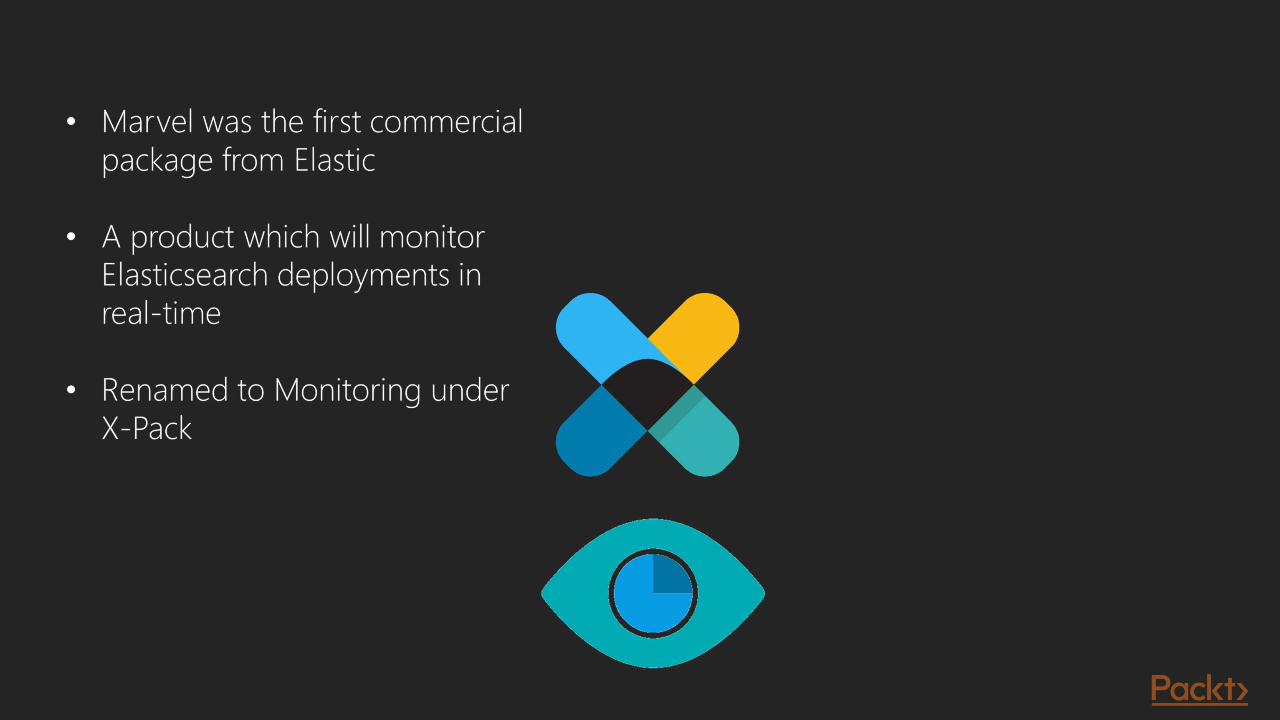 • Marvel was the first commercial
package from Elastic
• A product which will monitor
Elasticsearch deployments in
real-time
• Renamed to Monitoring under
X-Pack
Packt>